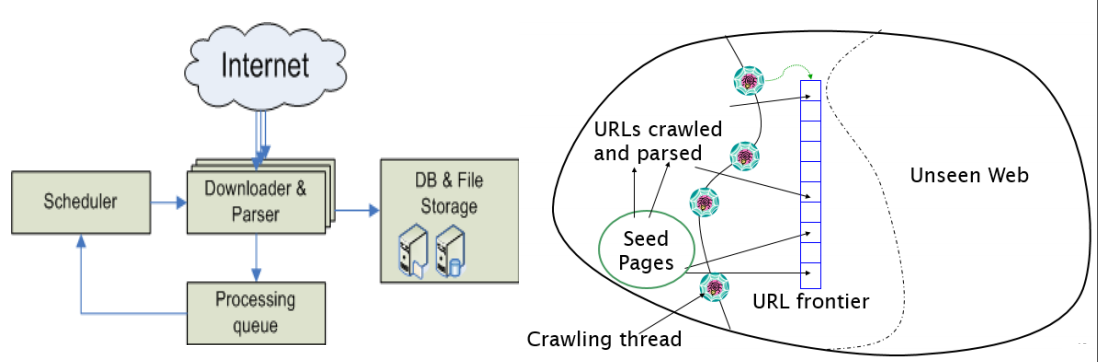 Internet
Scheduler
Downloader &
Parser
DB & File
Storage
Processing
queue
URLs crawled
and parsed
Unseen Web
Seed
Pages
URL frontier
Crawling thread